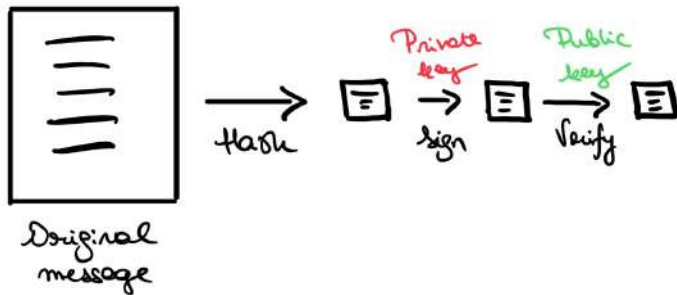 Private
key
Public
key
Hash
Sign
Verify
Original
message